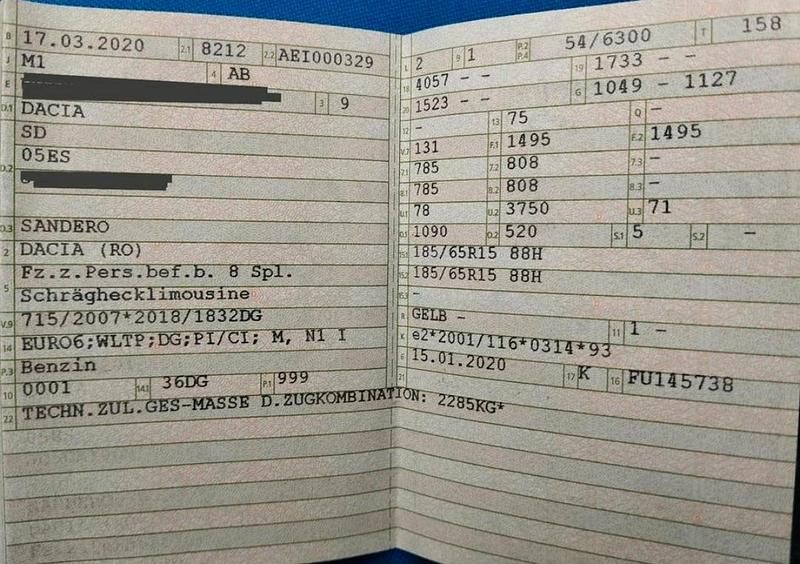 B 17.03.2020 2.1 8212 2.2 AEI000329
J M1 4 AB
E 3 9
D.1 DACIA
SD
05ES
D.2
D.3 SANDERO
2 DACIA (RO)
5 Fz.z.Pers.bef.b. 8 Spl.
Schräghecklimousine
V.9 715/2007*2018/1832DG
14 EURO6;WLTP;DG;PI/CI; M, N1 I
P.3 Benzin
10 0001 14.1 36DG P.1 999
22 TECHN.ZUL.GES-MASSE D.ZUGKOMBINATION: 2285KG*
L 2 9 1 P.2 P.4 54/6300 T 158
18 4057 - - 19 1733 - -
20 1523 - - G 1049 - 1127
12 - 13 75 Q -
V.7 131 F.1 1495 F.2 1495
7.1 785 7.2 808 7.3 -
8.1 785 8.2 808 8.3 -
U.1 78 U.2 3750 U.3 71
O.1 1090 O.2 520 S.1 5 S.2 -
15.1 185/65R15 88H
15.2 185/65R15 88H
15.3 -
R GELB - 11 1 -
K e2*2001/116*0314*93
6 15.01.2020 17 K 16 FU145738
21